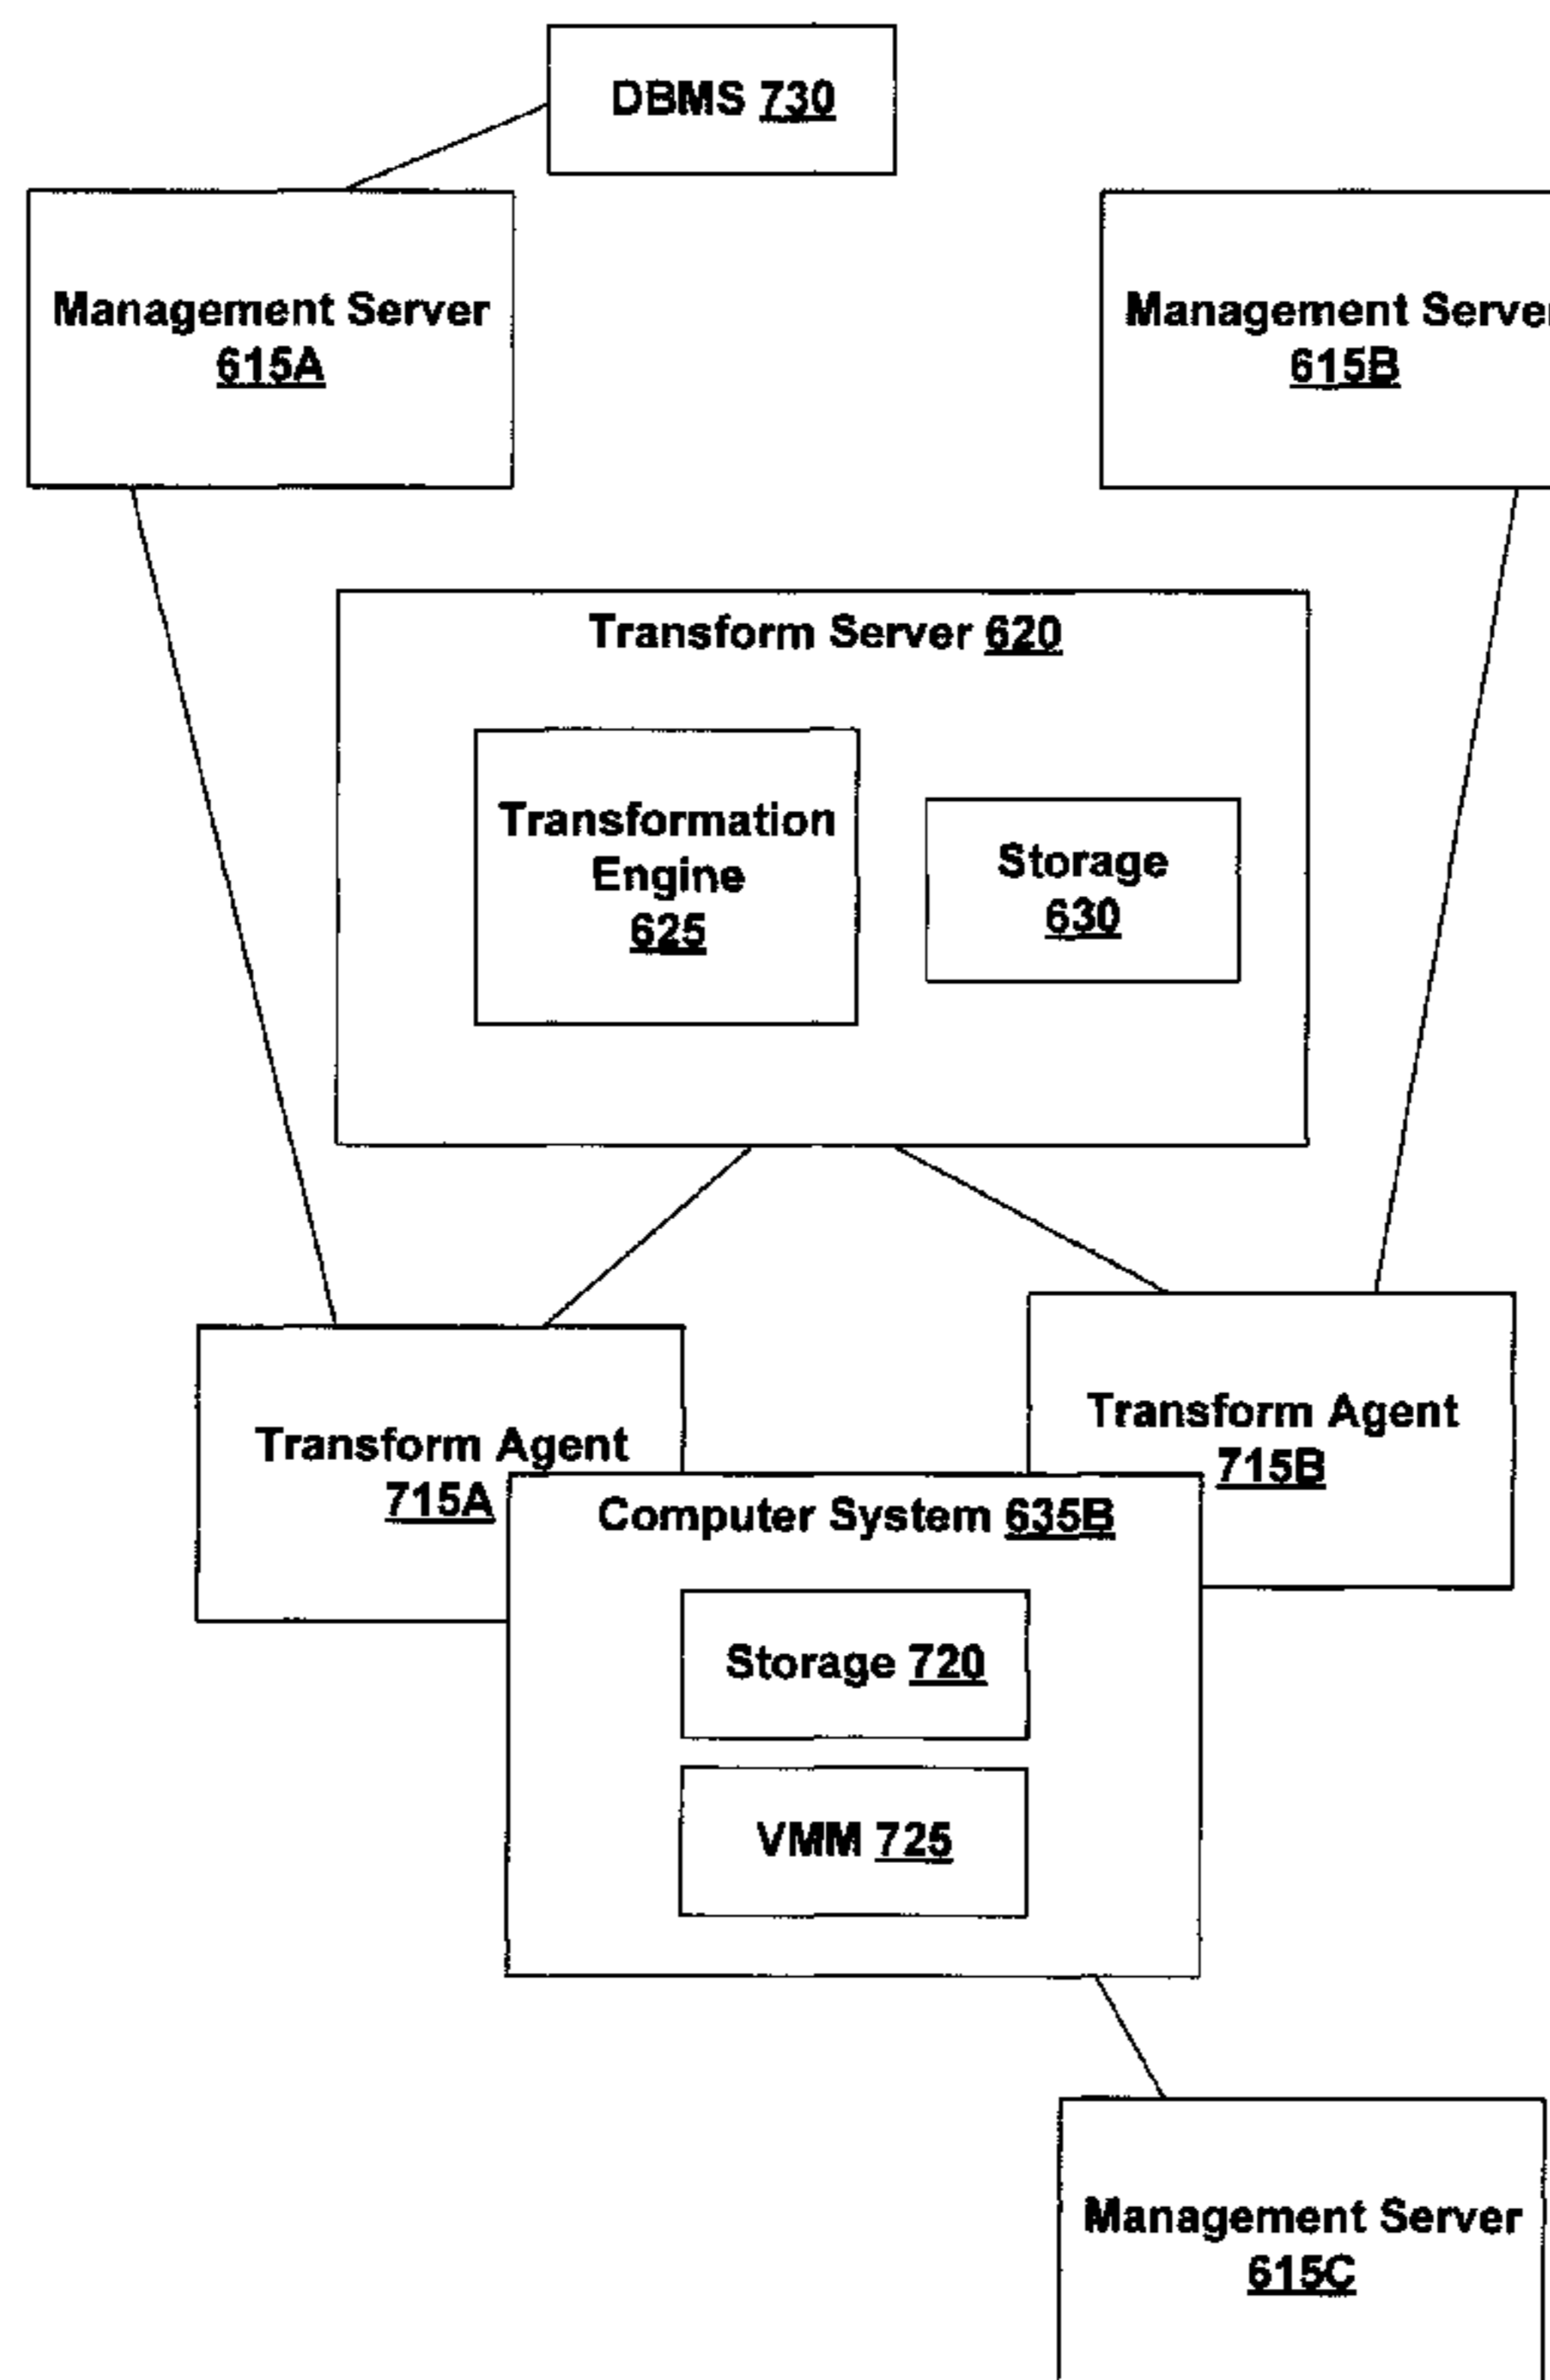 DBMS 730
Management Server
615A
Management Server
615B
Transform Server 620
Transformation
Engine
625
Storage
630
Transform Agent
715A
Transform Agent
715B
Computer System 635B
Storage 720
VMM 725
Management Server
615C